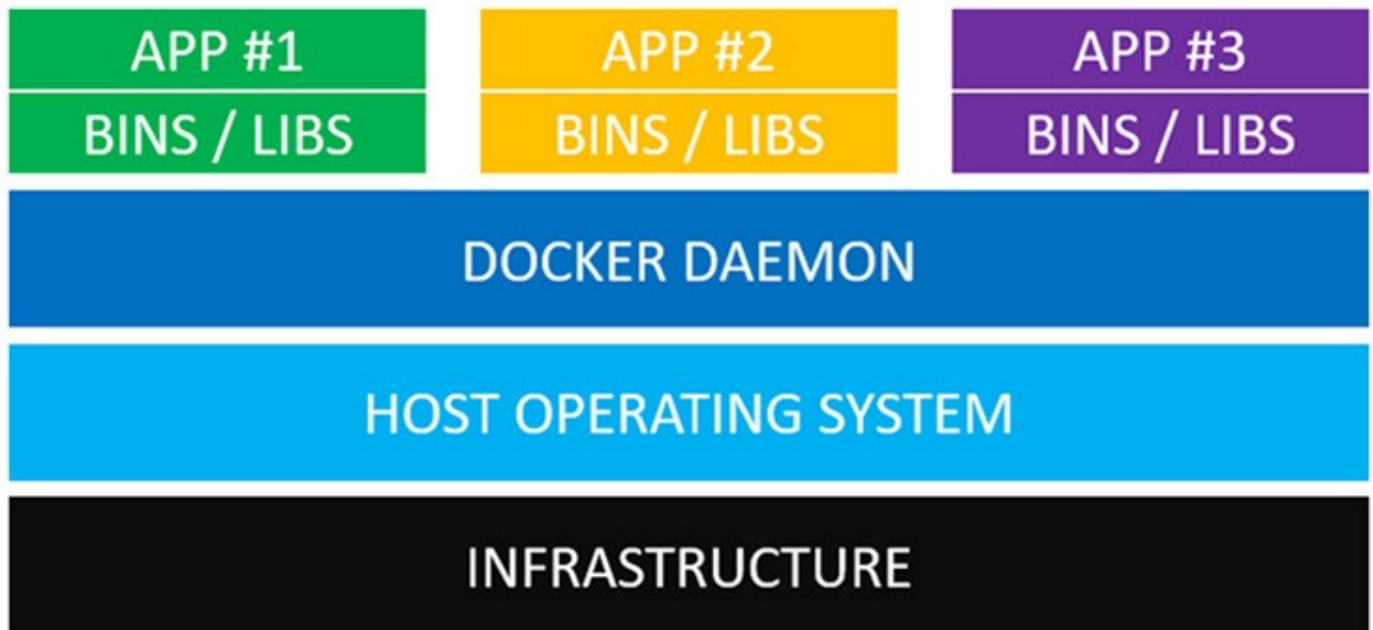 APP #1
APP #2
APP #3
BINS / LIBS
BINS / LIBS
BINS / LIBS
DOCKER DAEMON
HOST OPERATING SYSTEM
INFRASTRUCTURE